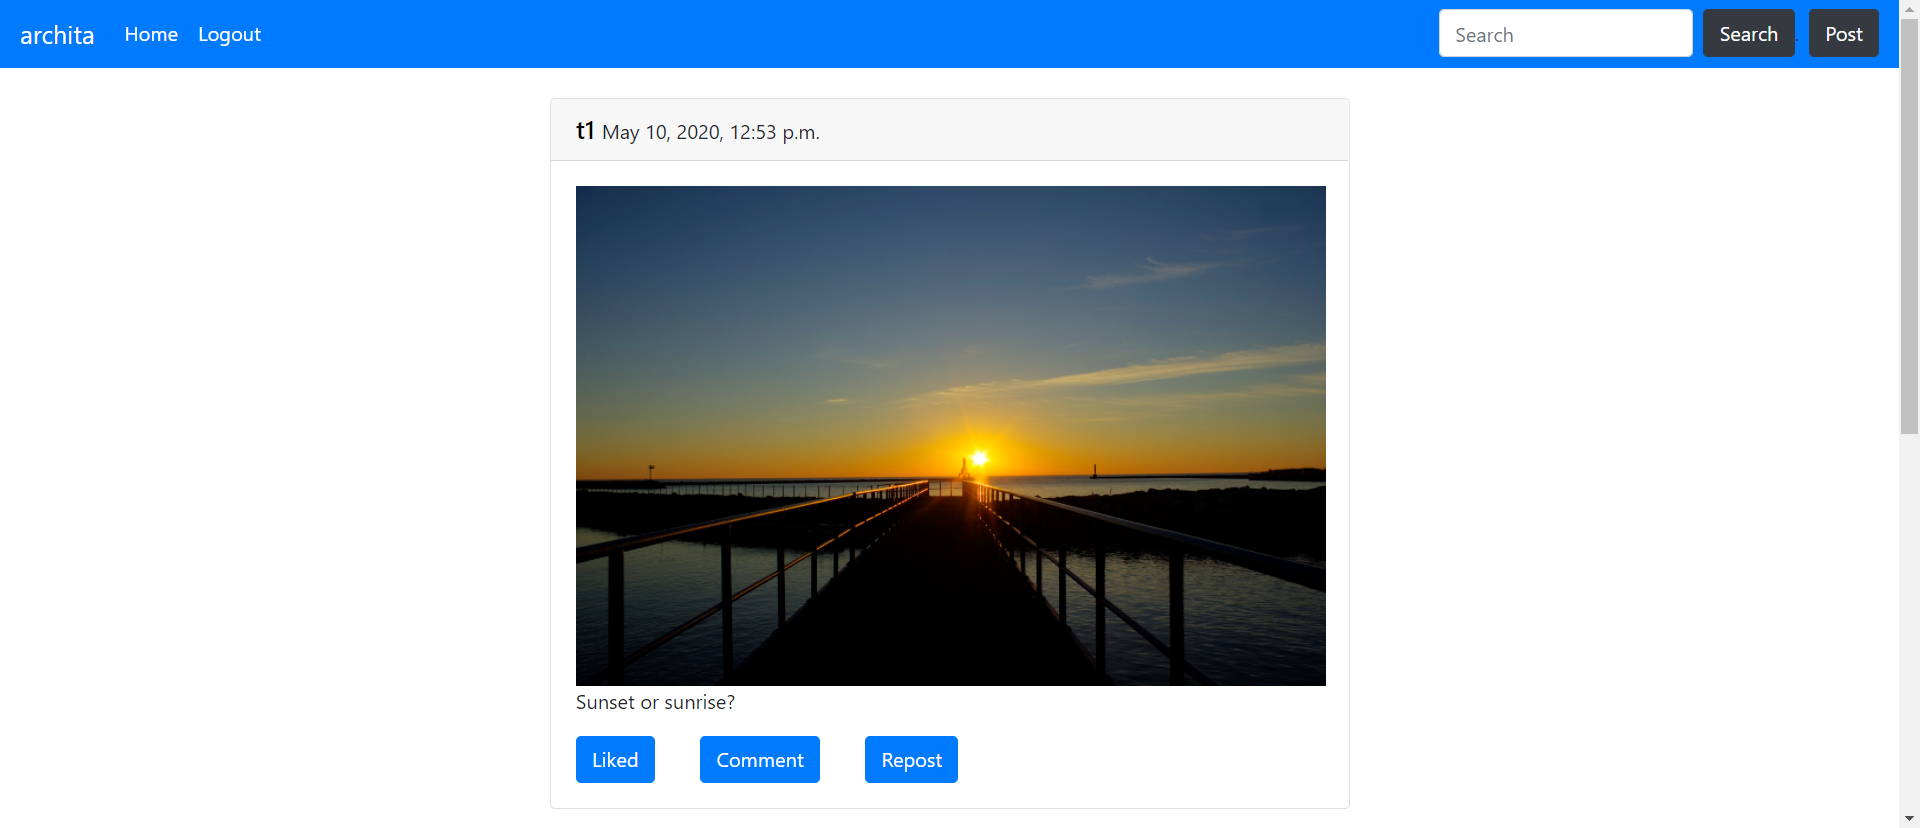 archita Home Logout Search Search Post
t1 May 10, 2020, 12:53 p.m.
Sunset or sunrise?
Liked Comment Repost